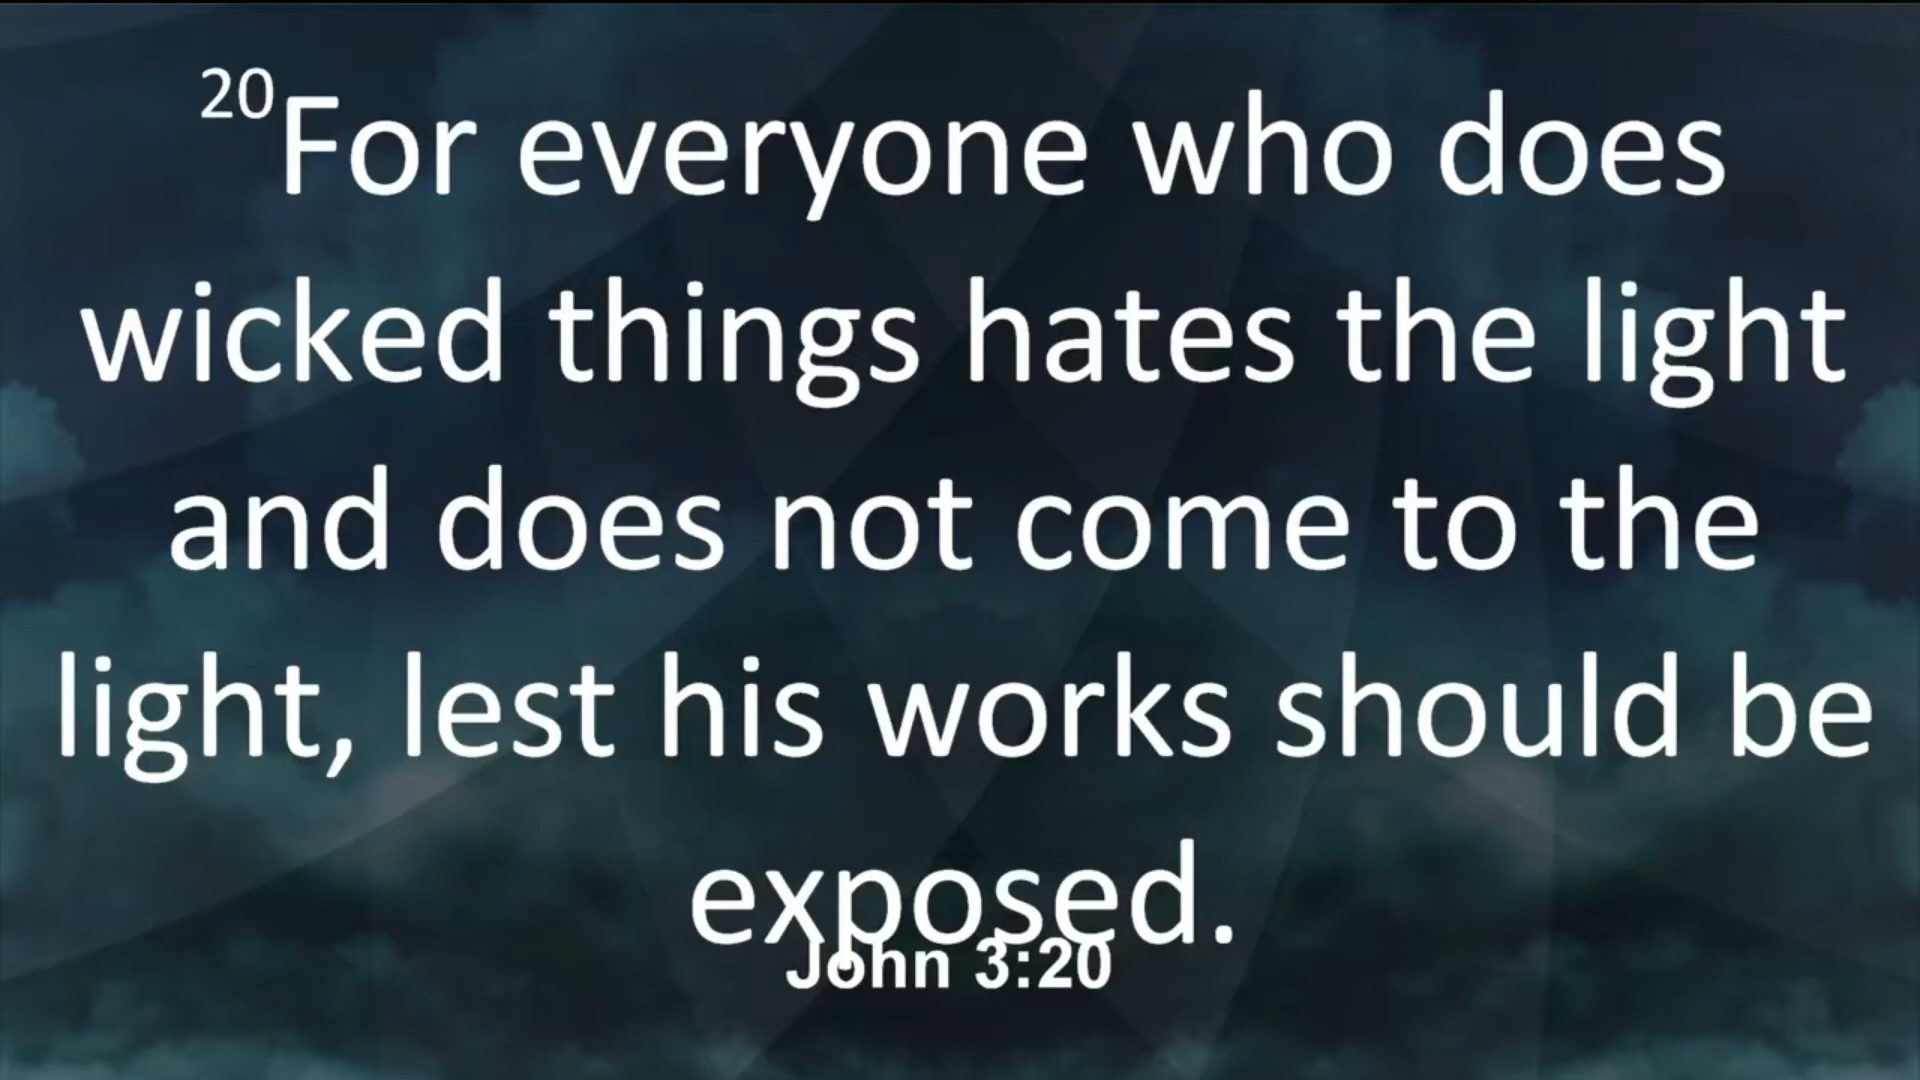 20For everyone who does
wicked things hates the light
and does not come to the
light, lest his works should be
exposed.
John 3:20